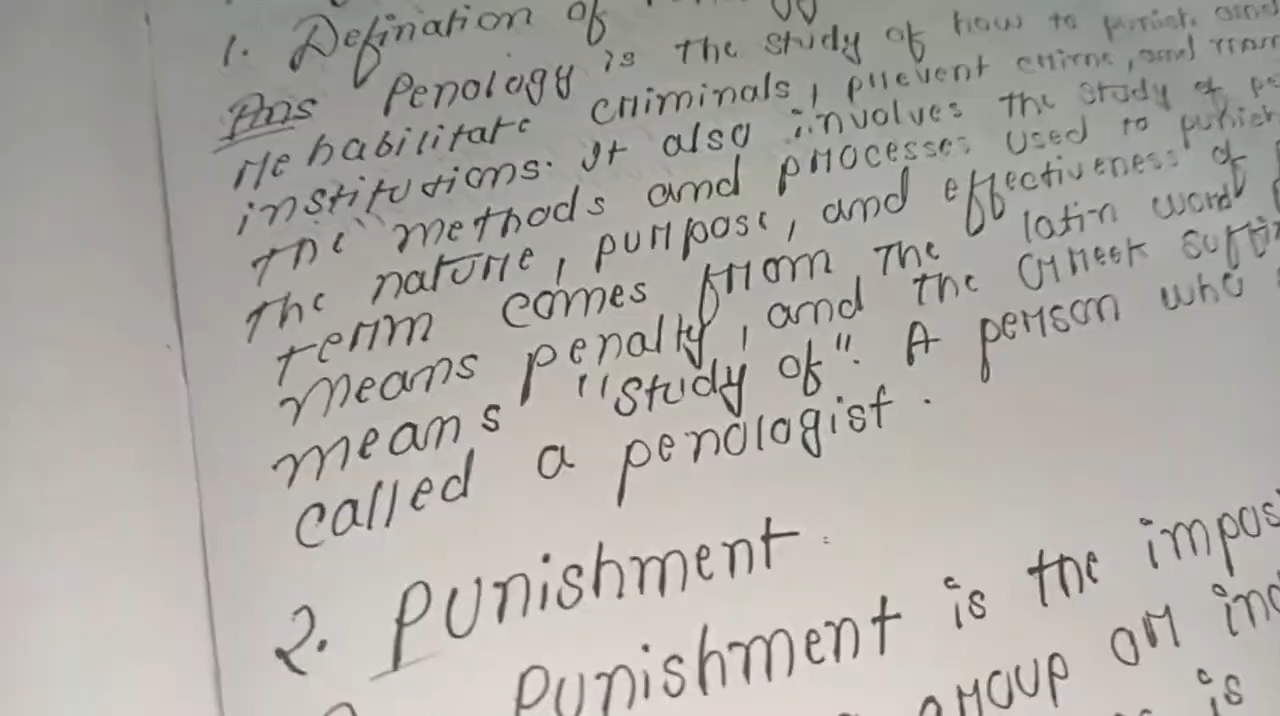 1. Defination of
Ans Penology is the study of how to punish and
rehabilitate criminals, prevent crime, and
institutions. It also involves the study of
the methods and processes used to punish
the nature, purpose, and effectiveness of
term comes from the latin word
means penalty, and the Greek
means "study of". A person who
called a penologist.
2. Punishment
Punishment is the
group or
is